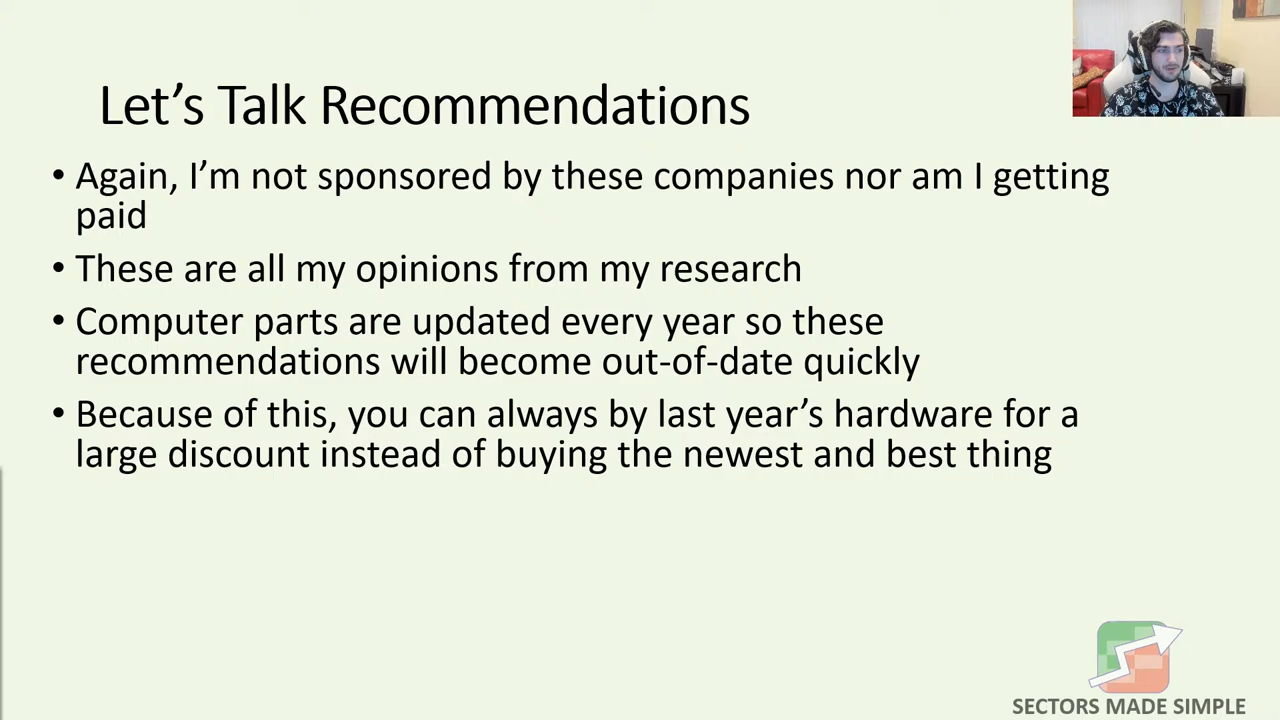 Let's Talk Recommendations
• Again, I'm not sponsored by these companies nor am I getting
paid
• These are all my opinions from my research
• Computer parts are updated every year so these
recommendations will become out-of-date quickly
• Because of this, you can always by last year's hardware for a
large discount instead of buying the newest and best thing
SECTORS MADE SIMPLE